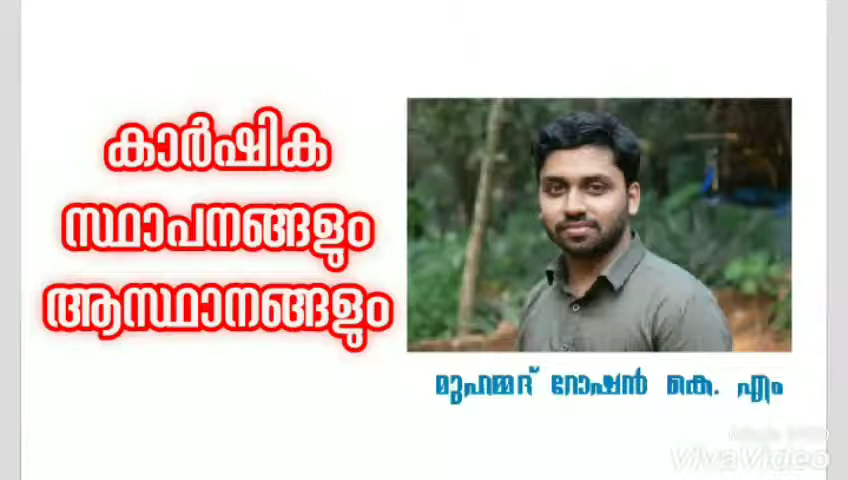 കാർഷിക
സ്ഥാപനങ്ങളും
ആസ്ഥാനങ്ങളും
മുഹമ്മദ് റോഷൻ കെ. എം
VivaVideo